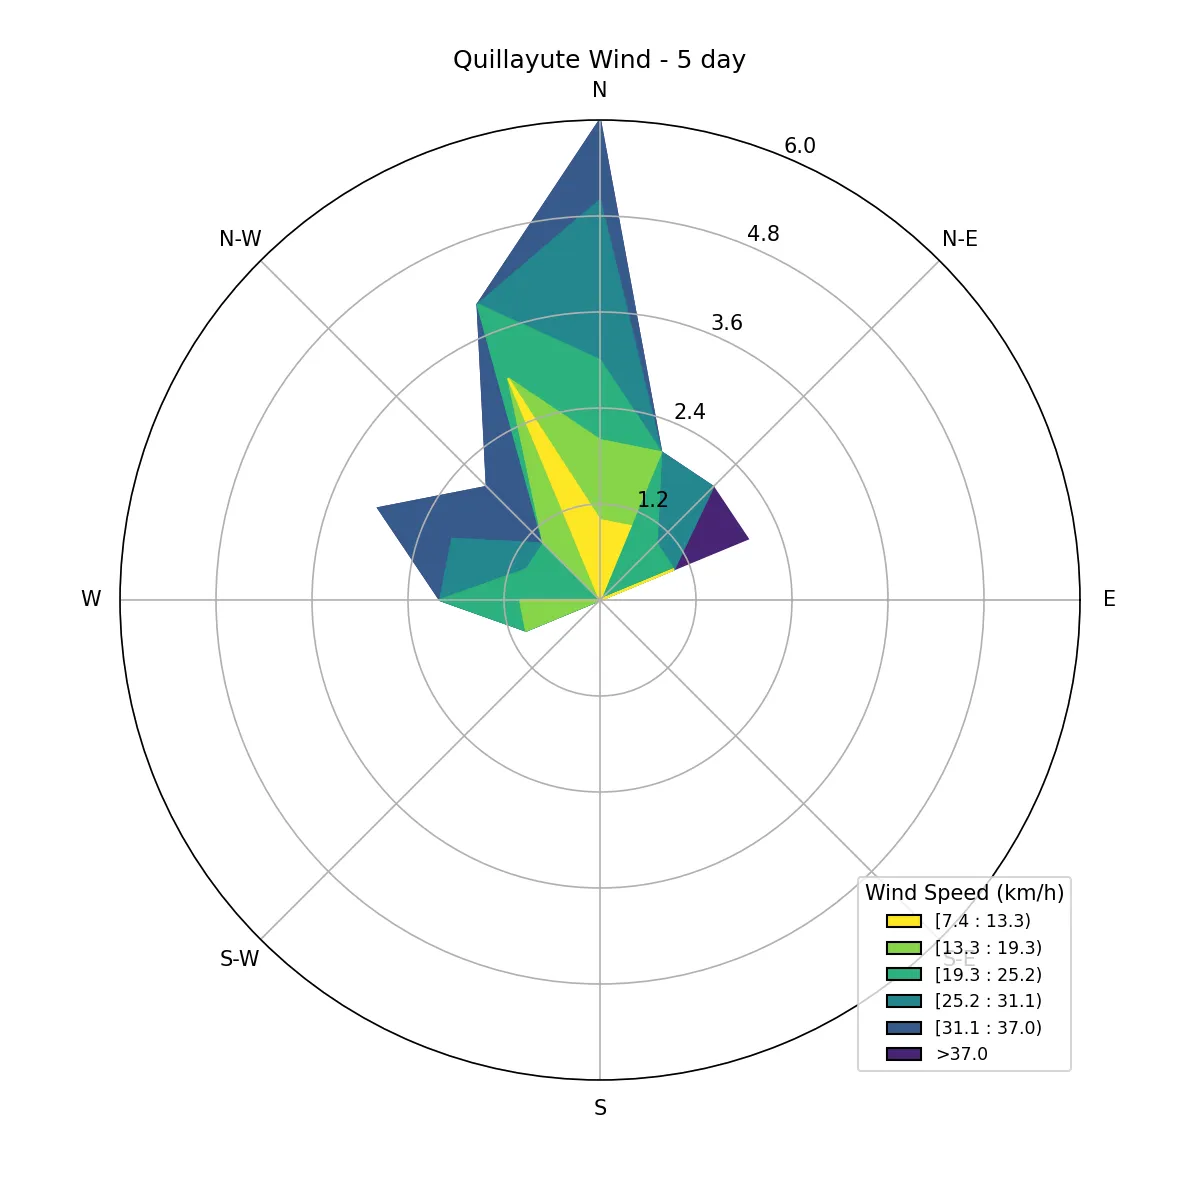 Quillayute Wind - 5 day
N
6.0
N-W
4.8
N-E
3.6
2.4
1.2
W
E
Wind Speed (km/h)
[7.4 : 13.3)
[13.3 : 19.3)
S-W
S-E
[19.3 : 25.2)
[25.2 : 31.1)
[31.1 : 37.0)
>37.0
S